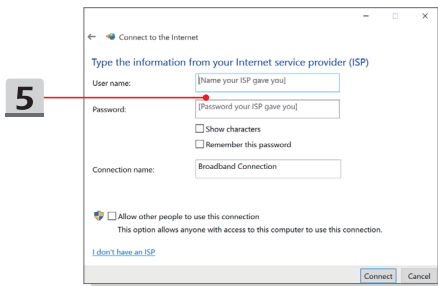 Connect to the Internet
Type the information from your Internet service provider (ISP)
User name:
[Name your ISP gave you]
5
Password:
[Password your ISP gave you]
Show characters
Remember this password
Connection name:
Broadband Connection
Allow other people to use this connection
This option allows anyone with access to this computer to use this connection.
I don't have an ISP
Connect
Cancel